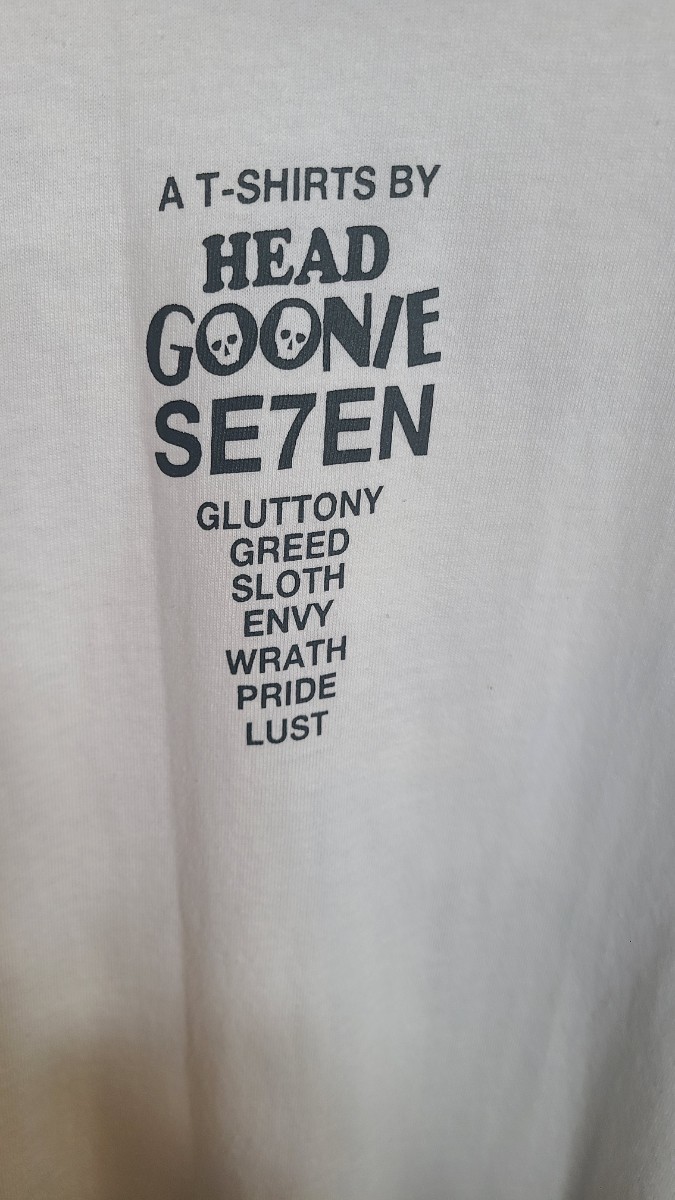 A T-SHIRTS BY
HEAD
GOONIE
SE7EN
GLUTTONY
GREED
SLOTH
ENVY
WRATH
PRIDE
LUST